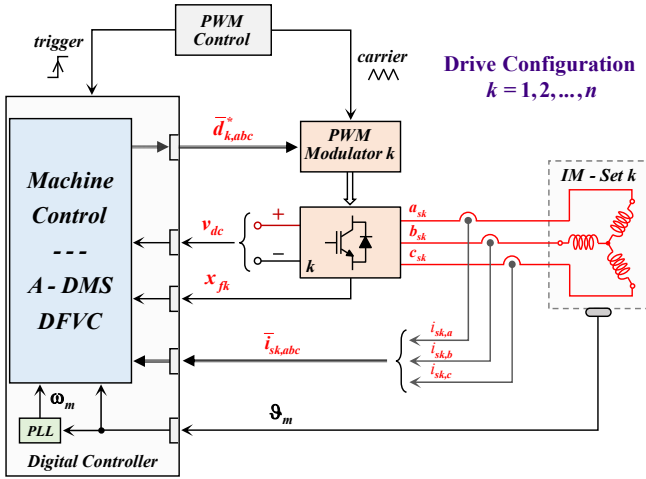 PWM
Control
trigger
carrier
Drive Configuration
k = 1, 2, ..., n
d̅*k,abc
PWM
Modulator k
IM - Set k
Machine
Control
- - -
A - DMS
DFVC
vdc
+
−
k
xfk
ask
bsk
csk
i̅sk,abc
isk,a
isk,b
isk,c
ωm
PLL
ϑm
Digital Controller